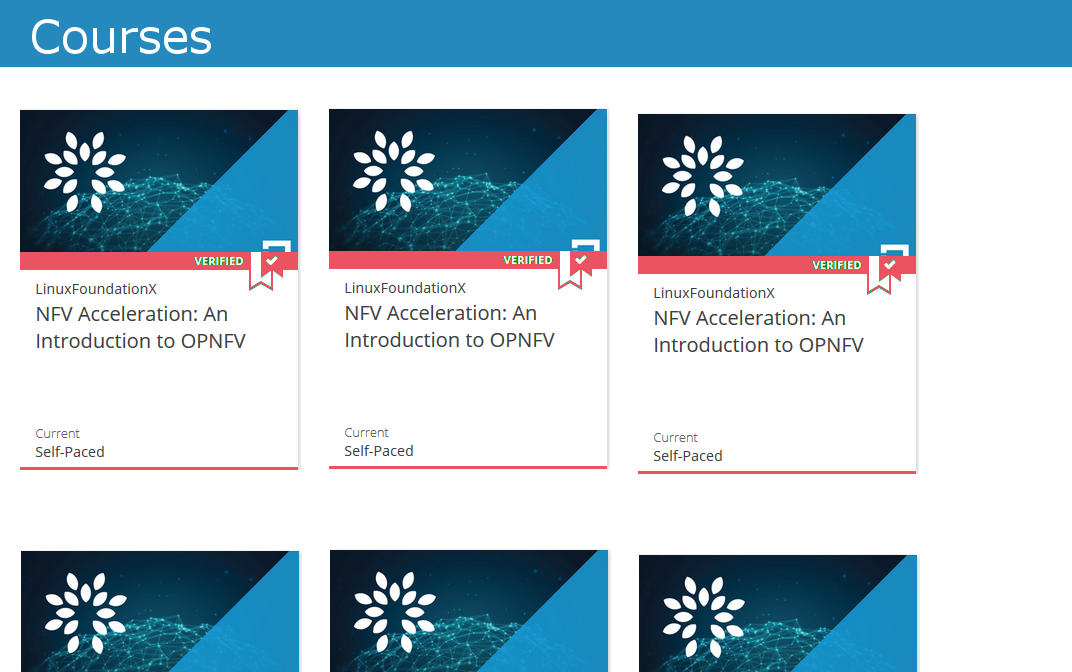 Courses
VERIFIED
LinuxFoundationX
NFV Acceleration: An
Introduction to OPNFV
Current
Self-Paced
VERIFIED
LinuxFoundationX
NFV Acceleration: An
Introduction to OPNFV
Current
Self-Paced
VERIFIED
LinuxFoundationX
NFV Acceleration: An
Introduction to OPNFV
Current
Self-Paced